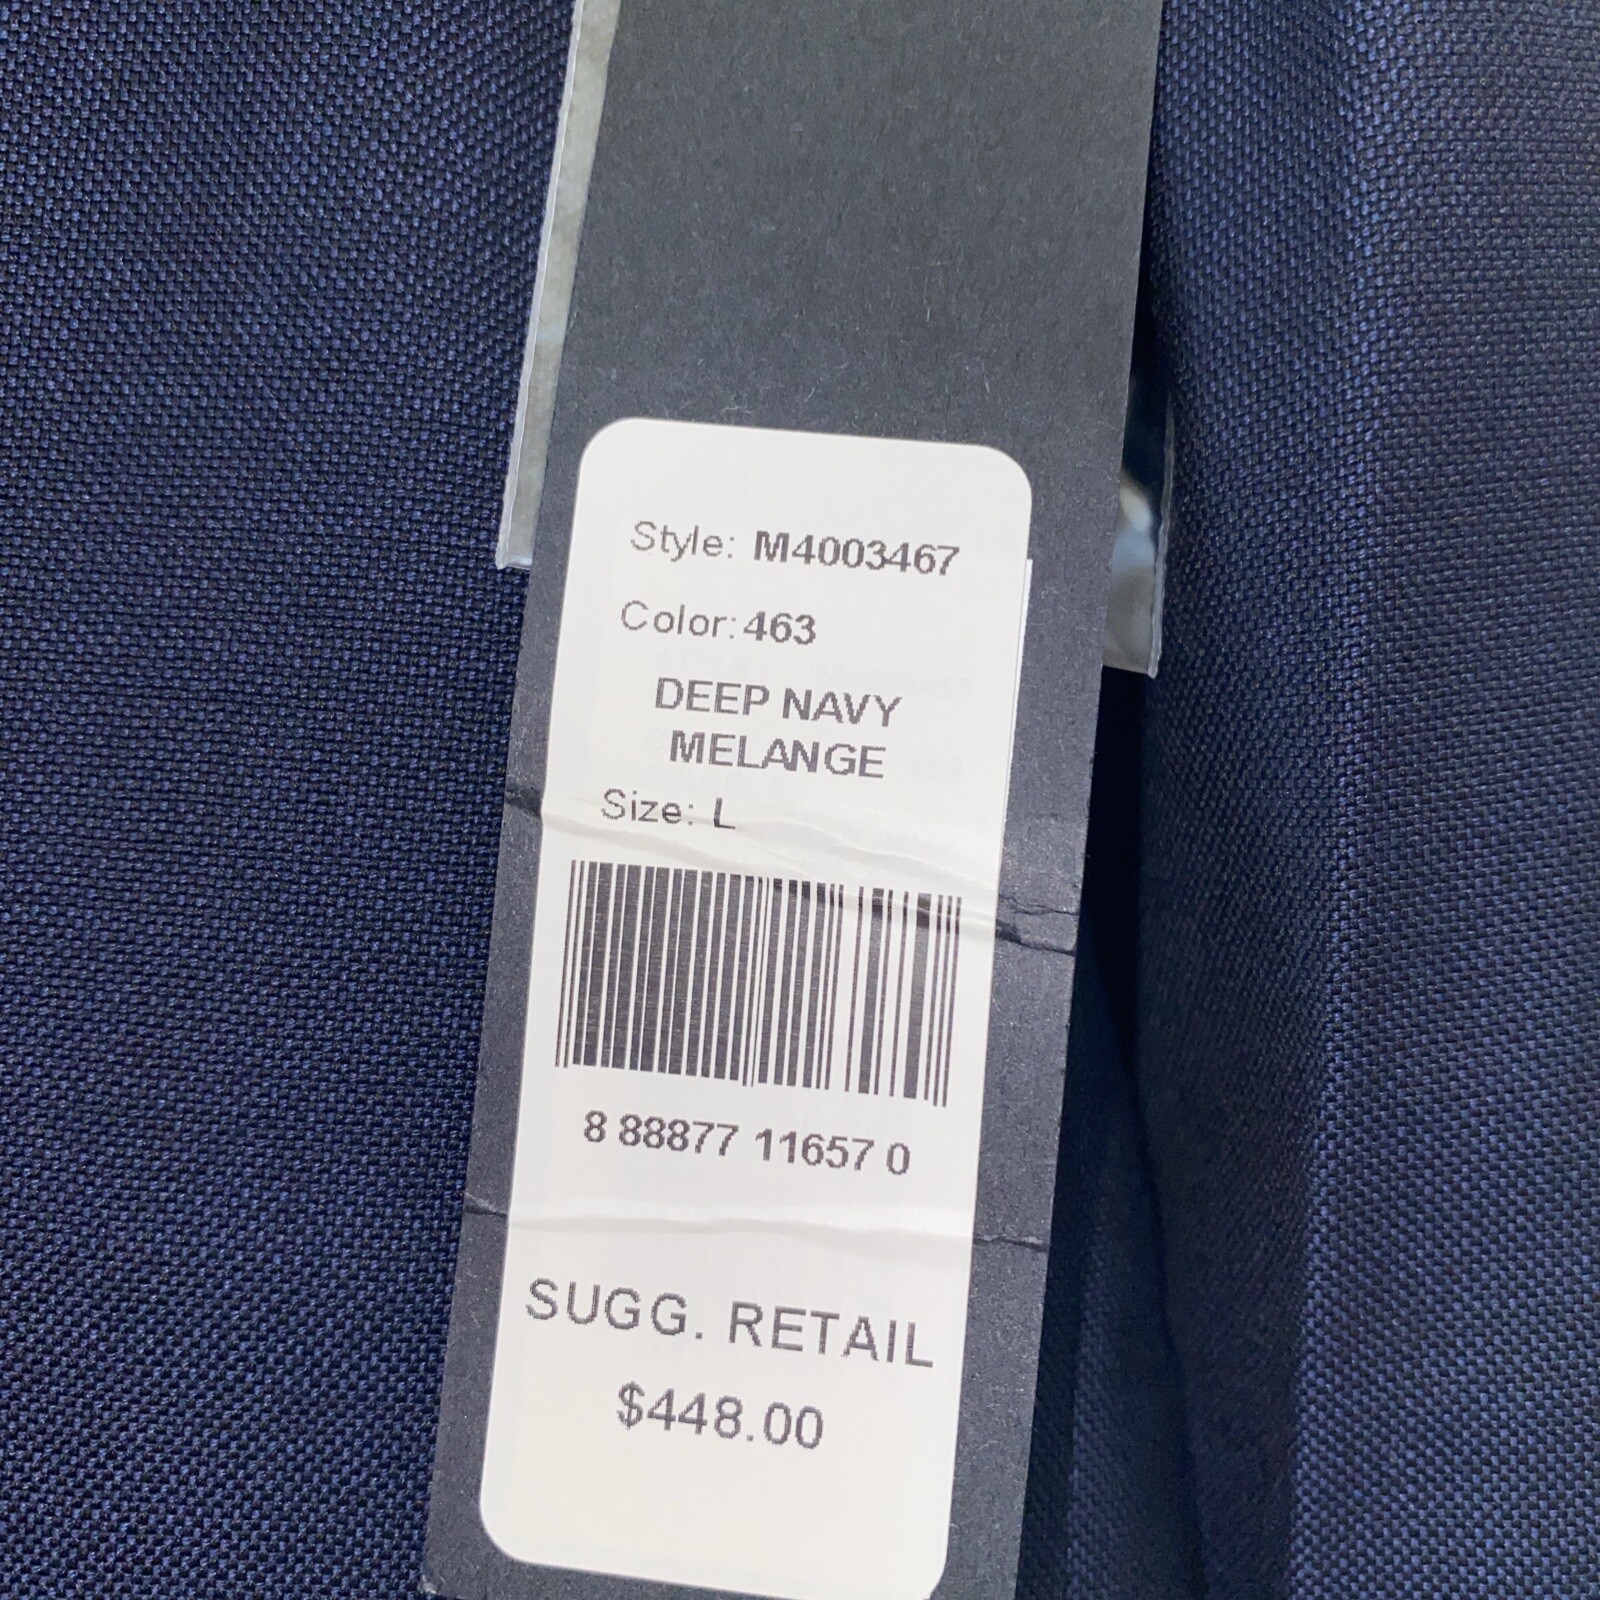 Style: M4003467
Color: 463
DEEP NAVY
MELANGE
Size: L
8 88877 11657 0
SUGG. RETAIL
$448.00